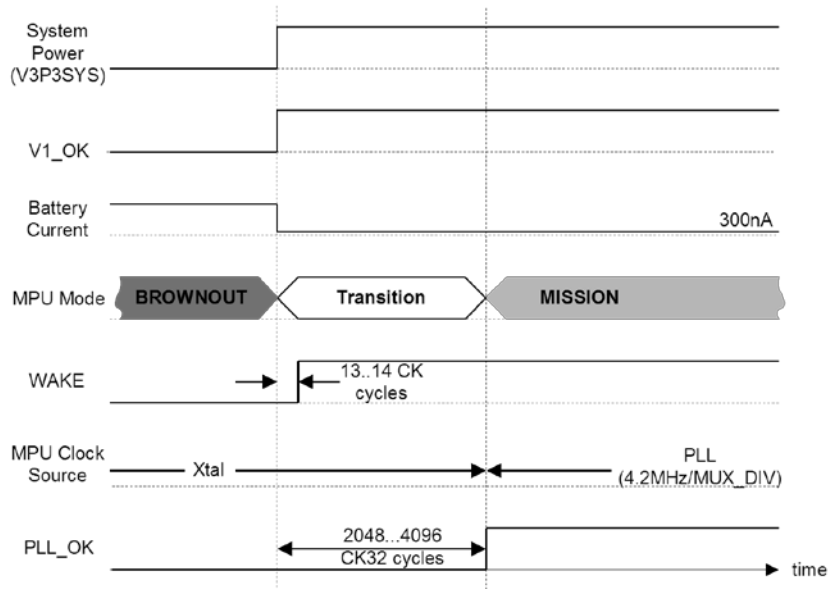 System
Power
(V3P3SYS)
V1_OK
Battery
Current
300nA
MPU Mode
BROWNOUT
Transition
MISSION
WAKE
13..14 CK
cycles
MPU Clock
Source
Xtal
PLL
(4.2MHz/MUX_DIV)
PLL_OK
2048...4096
CK32 cycles
time